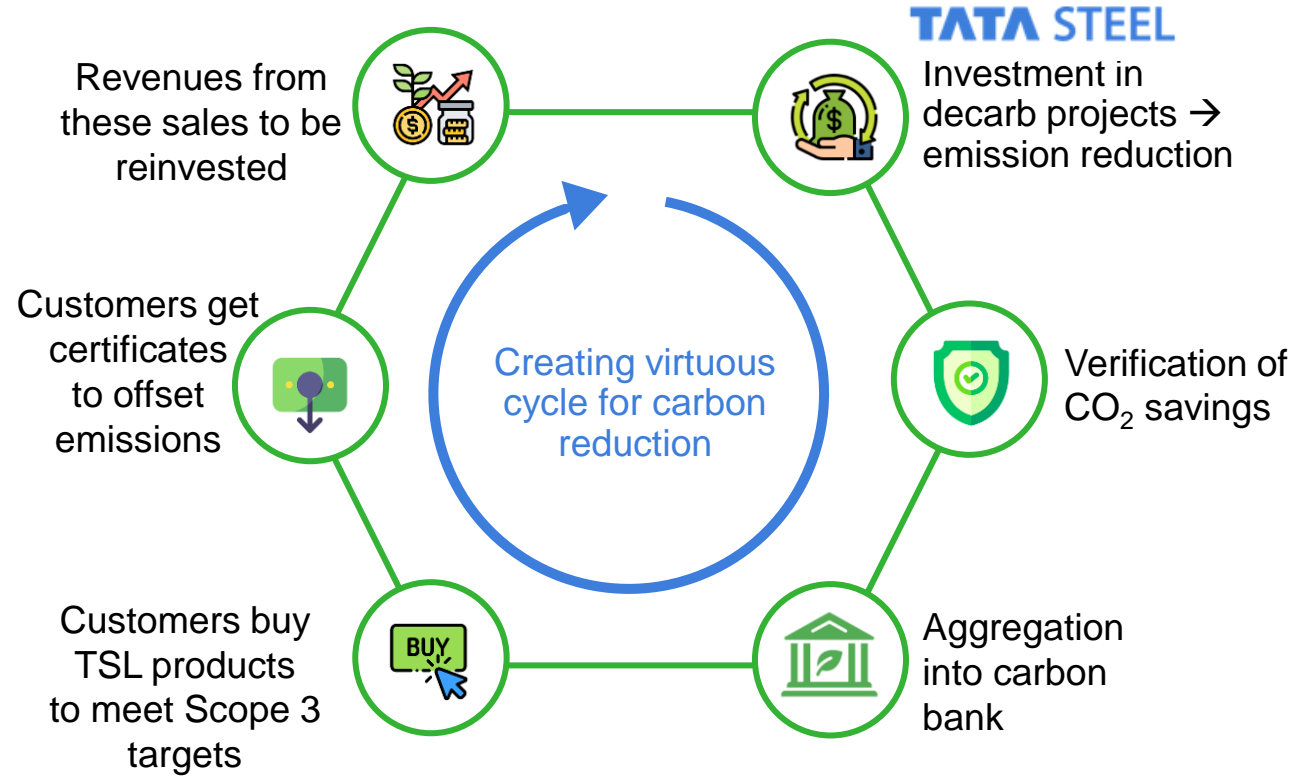 TATA STEEL
Investment in
decarb projects →
emission reduction
Verification of
CO₂ savings
Aggregation
into carbon
bank
Customers buy
TSL products
to meet Scope 3
targets
BUY
Customers get
certificates
to offset
emissions
Revenues from
these sales to be
reinvested
Creating virtuous
cycle for carbon
reduction